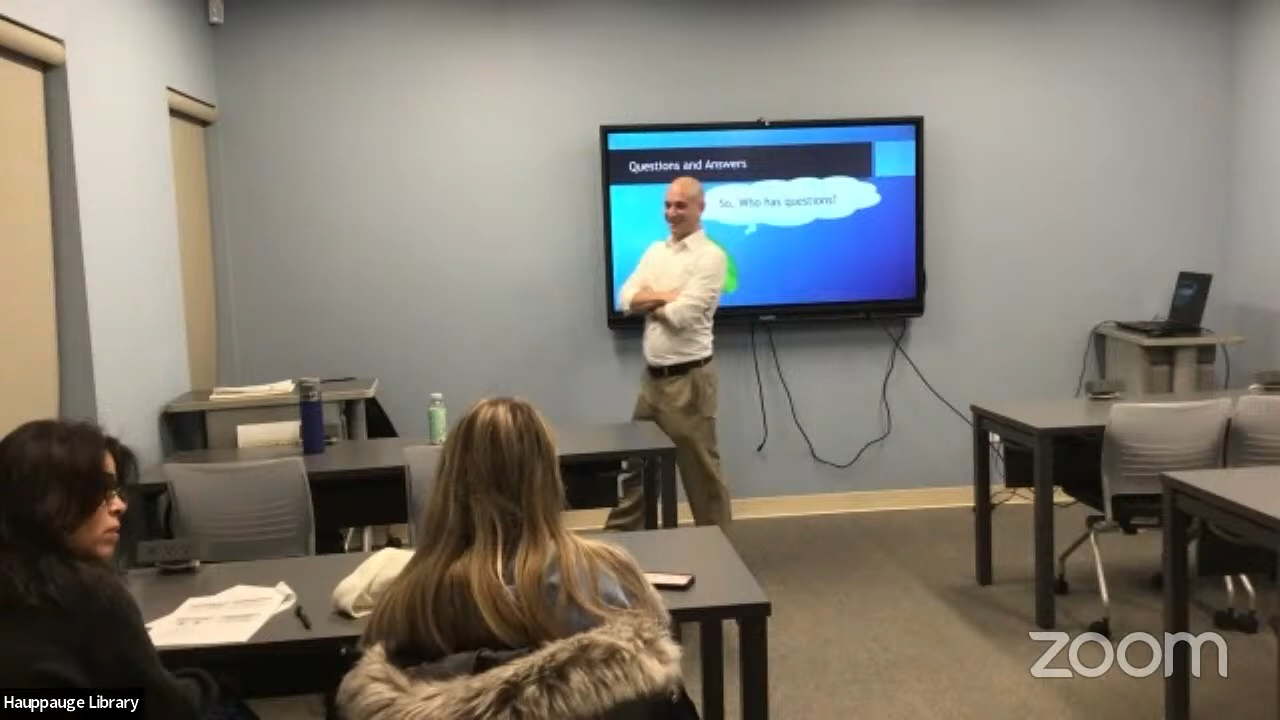 Questions and Answers
So, Who has questions?
zoom
Hauppauge Library